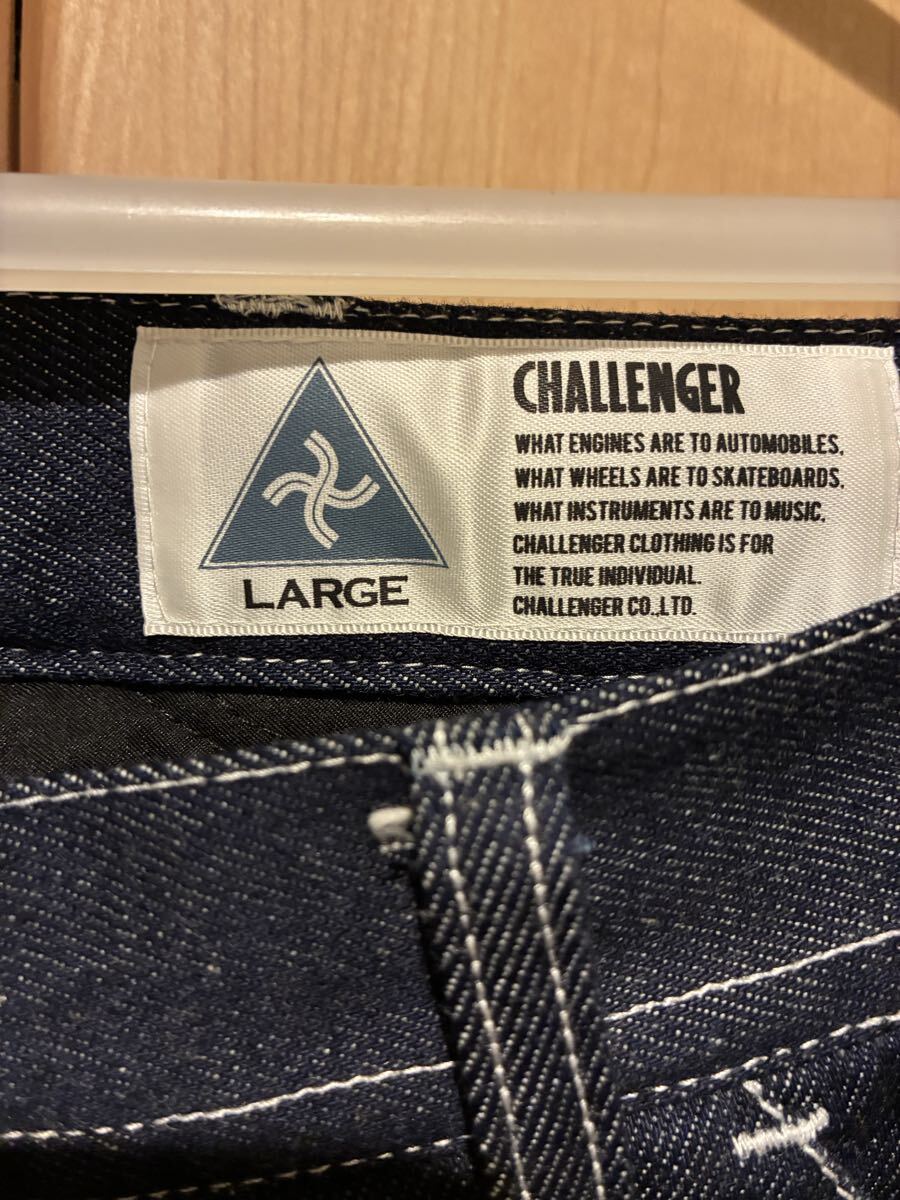 LARGE
CHALLENGER
WHAT ENGINES ARE TO AUTOMOBILES,
WHAT WHEELS ARE TO SKATEBOARDS,
WHAT INSTRUMENTS ARE TO MUSIC,
CHALLENGER CLOTHING IS FOR
THE TRUE INDIVIDUAL.
CHALLENGER CO.,LTD.